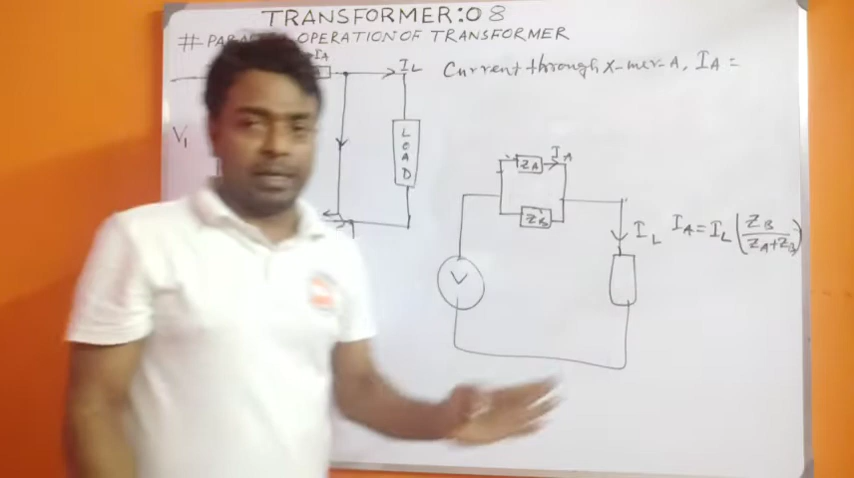 TRANSFORMER:08
# OPERATION OF TRANSFORMER
IA
IL
Current through X-mer-A, IA =
V1
LOAD
ZA
IA
ZB
IL
IA = IL (ZB / ZA+ZB)
V